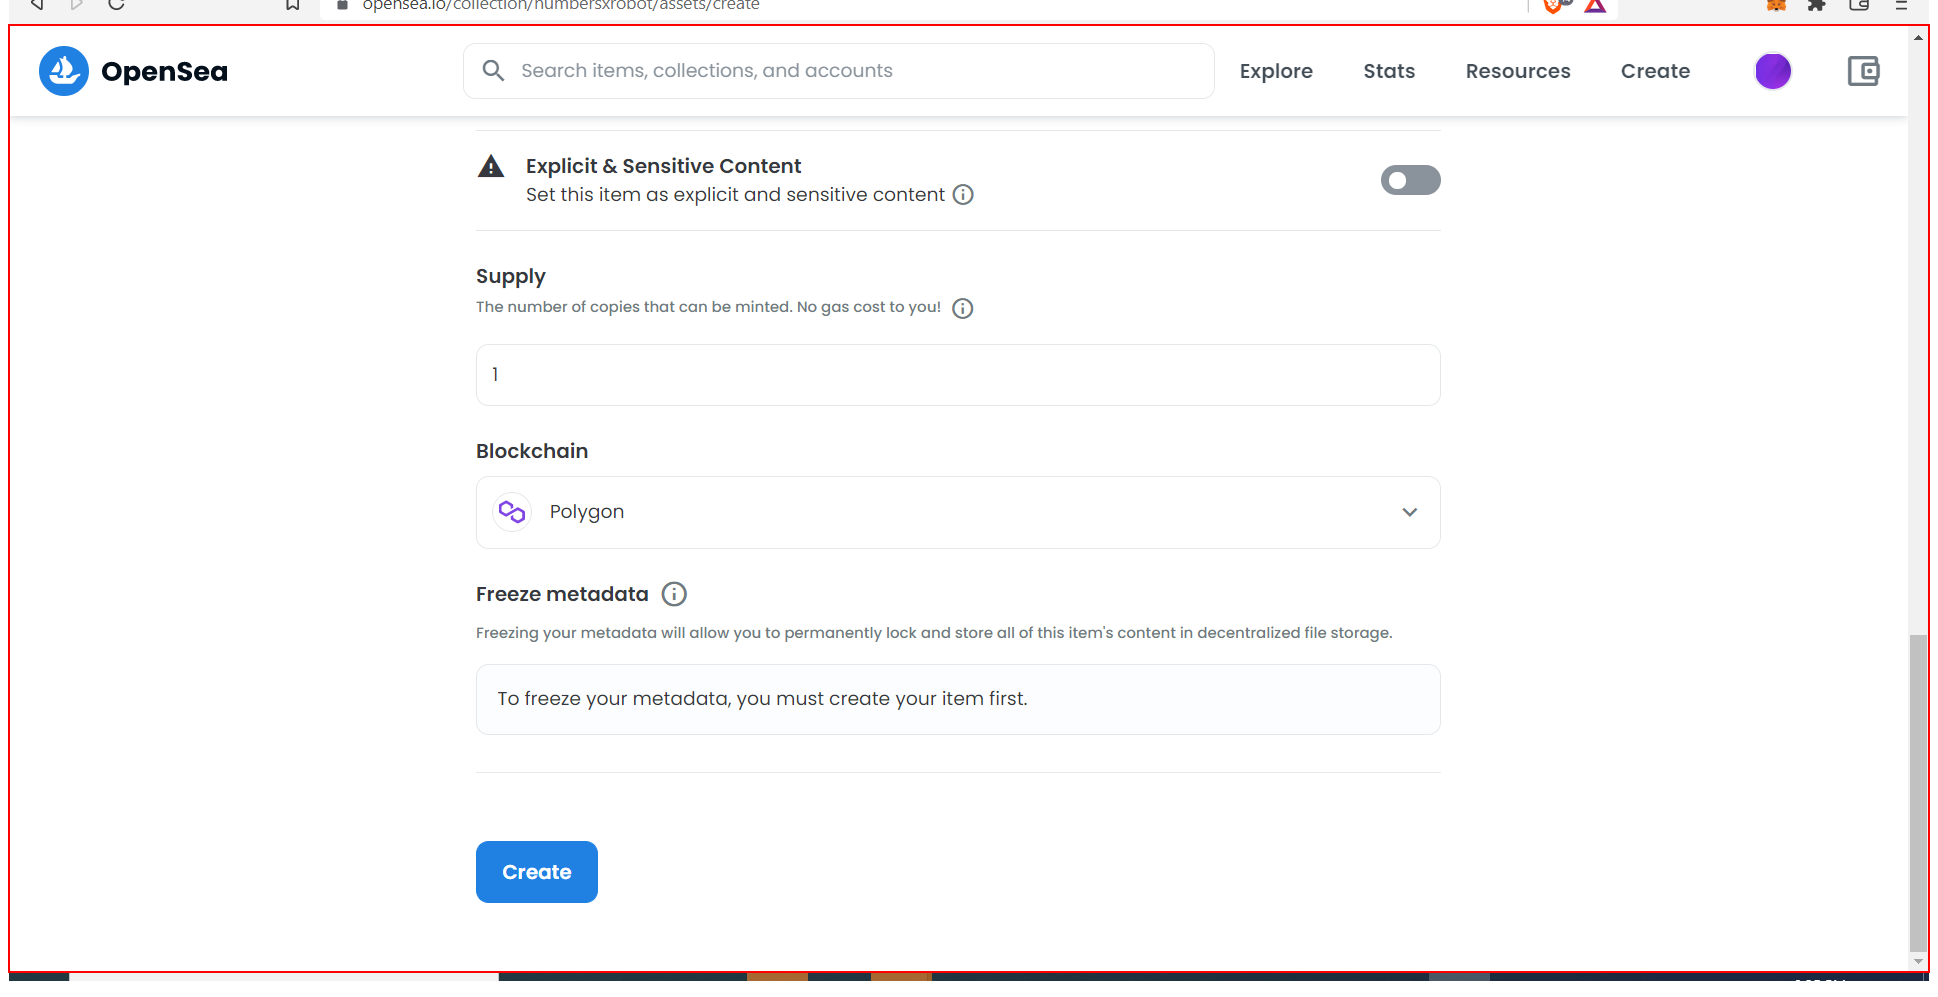 opensea.io/collection/numbersxrobot/assets/create
OpenSea
Search items, collections, and accounts
Explore
Stats
Resources
Create
Explicit & Sensitive Content
Set this item as explicit and sensitive content
Supply
The number of copies that can be minted. No gas cost to you!
1
Blockchain
Polygon
Freeze metadata
Freezing your metadata will allow you to permanently lock and store all of this item's content in decentralized file storage.
To freeze your metadata, you must create your item first.
Create